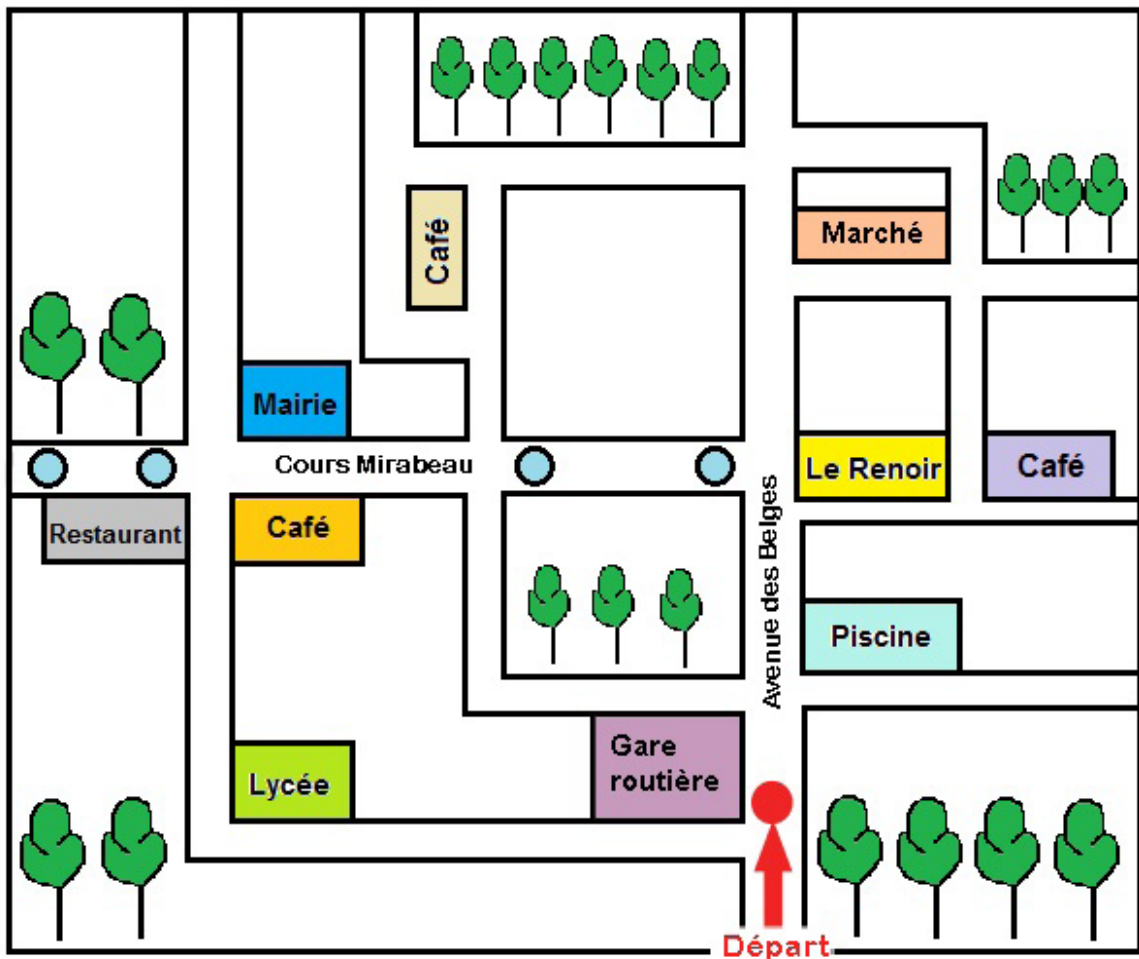 Café
Marché
Mairie
Cours Mirabeau
Le Renoir
Café
Restaurant
Café
Avenue des Belges
Piscine
Lycée
Gare
routière
Départ